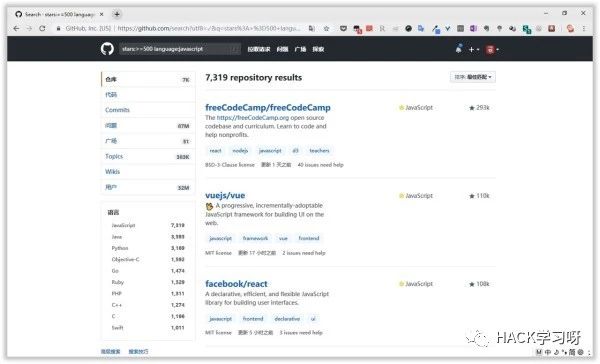 Search · stars:>=500 language:javascript
GitHub, Inc. [US] https://github.com/search?utf8=✓&q=stars%3A>%3D500+langu...
stars:>=500 language:javascript
拉取请求 问题 广场 探索
仓库 7K
代码
Commits
问题 67M
广场 51
Topics 303K
Wikis
用户 32M
语言
JavaScript 7,319
Java 3,593
Python 3,189
Objective-C 1,592
Go 1,474
Ruby 1,329
PHP 1,311
C++ 1,274
C 1,196
Swift 1,011
高级搜索 搜索技巧
7,319 repository results
排序: 最佳匹配
freeCodeCamp/freeCodeCamp
JavaScript
293k
The https://freeCodeCamp.org open source
codebase and curriculum. Learn to code and
help nonprofits.
react nodejs javascript d3 teachers
BSD-3-Clause license 更新 1 天之前 40 issues need help
vuejs/vue
JavaScript
110k
A progressive, incrementally-adoptable
JavaScript framework for building UI on the
web.
javascript framework vue frontend
MIT license 更新 17 小时之前 2 issues need help
facebook/react
JavaScript
108k
A declarative, efficient, and flexible JavaScript
library for building user interfaces.
javascript frontend declarative ui
MIT license 更新 5 小时之前 3 issues need help
HACK学习呀
M 中 简